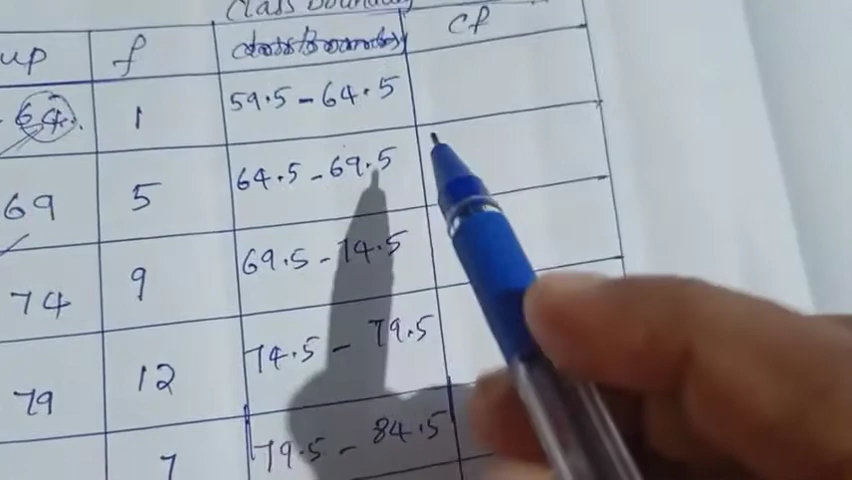 Class boundary
up f cf
64. 1 59.5 - 64.5
69 5 64.5 - 69.5
74 9 69.5 - 74.5
79 12 74.5 - 79.5
7 79.5 - 84.5